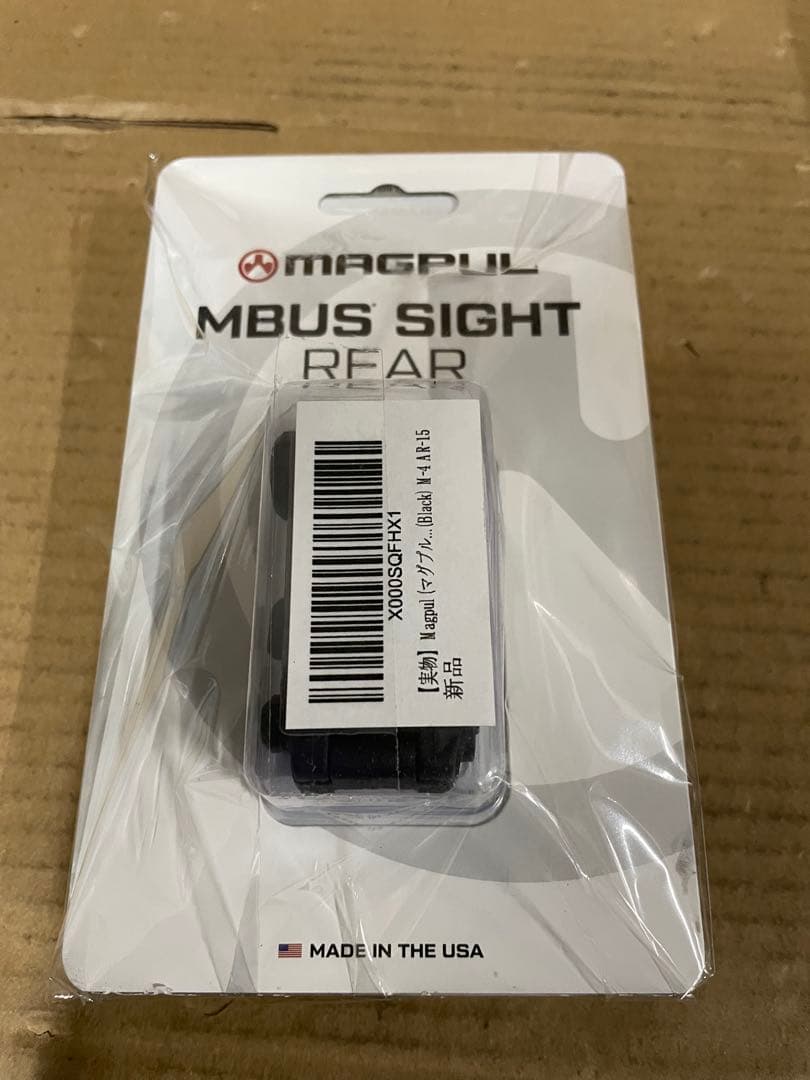 MAGPUL
MBUS SIGHT
REAR
X000SQFHX1
【実物】Magpul (マグプル...(Black) M-4 AR-15
新品
MADE IN THE USA